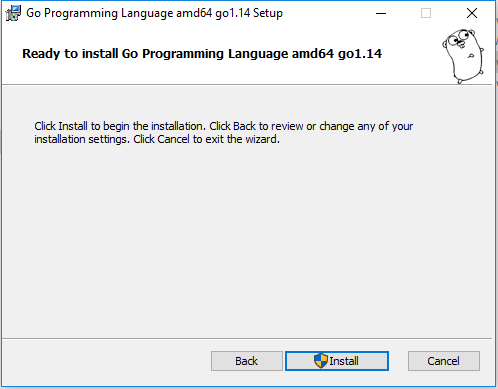 Go Programming Language amd64 go1.14 Setup
Ready to install Go Programming Language amd64 go1.14
Click Install to begin the installation. Click Back to review or change any of your
installation settings. Click Cancel to exit the wizard.
Back
Install
Cancel